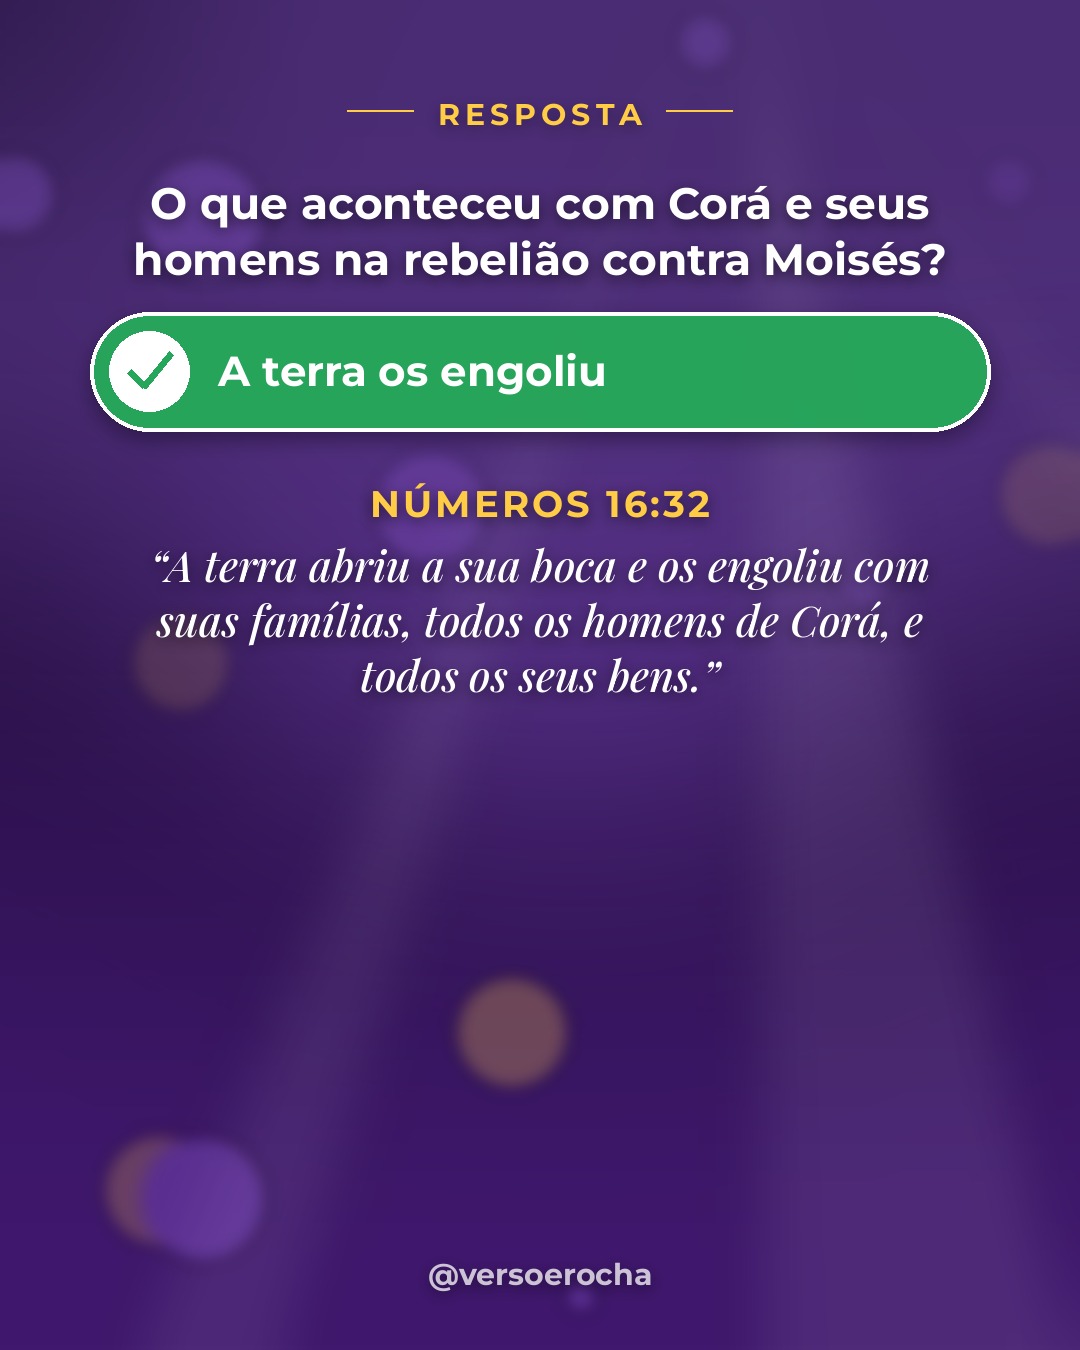 RESPOSTA
O que aconteceu com Corá e seus
homens na rebelião contra Moisés?
A terra os engoliu
NÚMEROS 16:32
“A terra abriu a sua boca e os engoliu com
suas famílias, todos os homens de Corá, e
todos os seus bens.”
@versoerocha